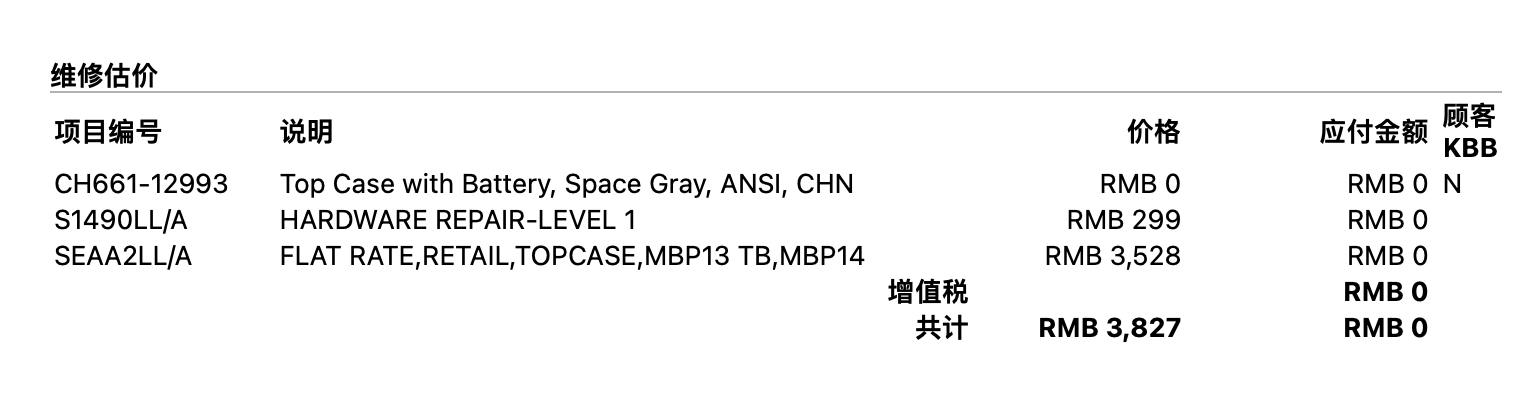 维修估价
项目编号 说明 价格 应付金额 顾客 KBB
CH661-12993 Top Case with Battery, Space Gray, ANSI, CHN RMB 0 RMB 0 N
S1490LL/A HARDWARE REPAIR-LEVEL 1 RMB 299 RMB 0
SEAA2LL/A FLAT RATE,RETAIL,TOPCASE,MBP13 TB,MBP14 RMB 3,528 RMB 0
增值税 RMB 0
共计 RMB 3,827 RMB 0